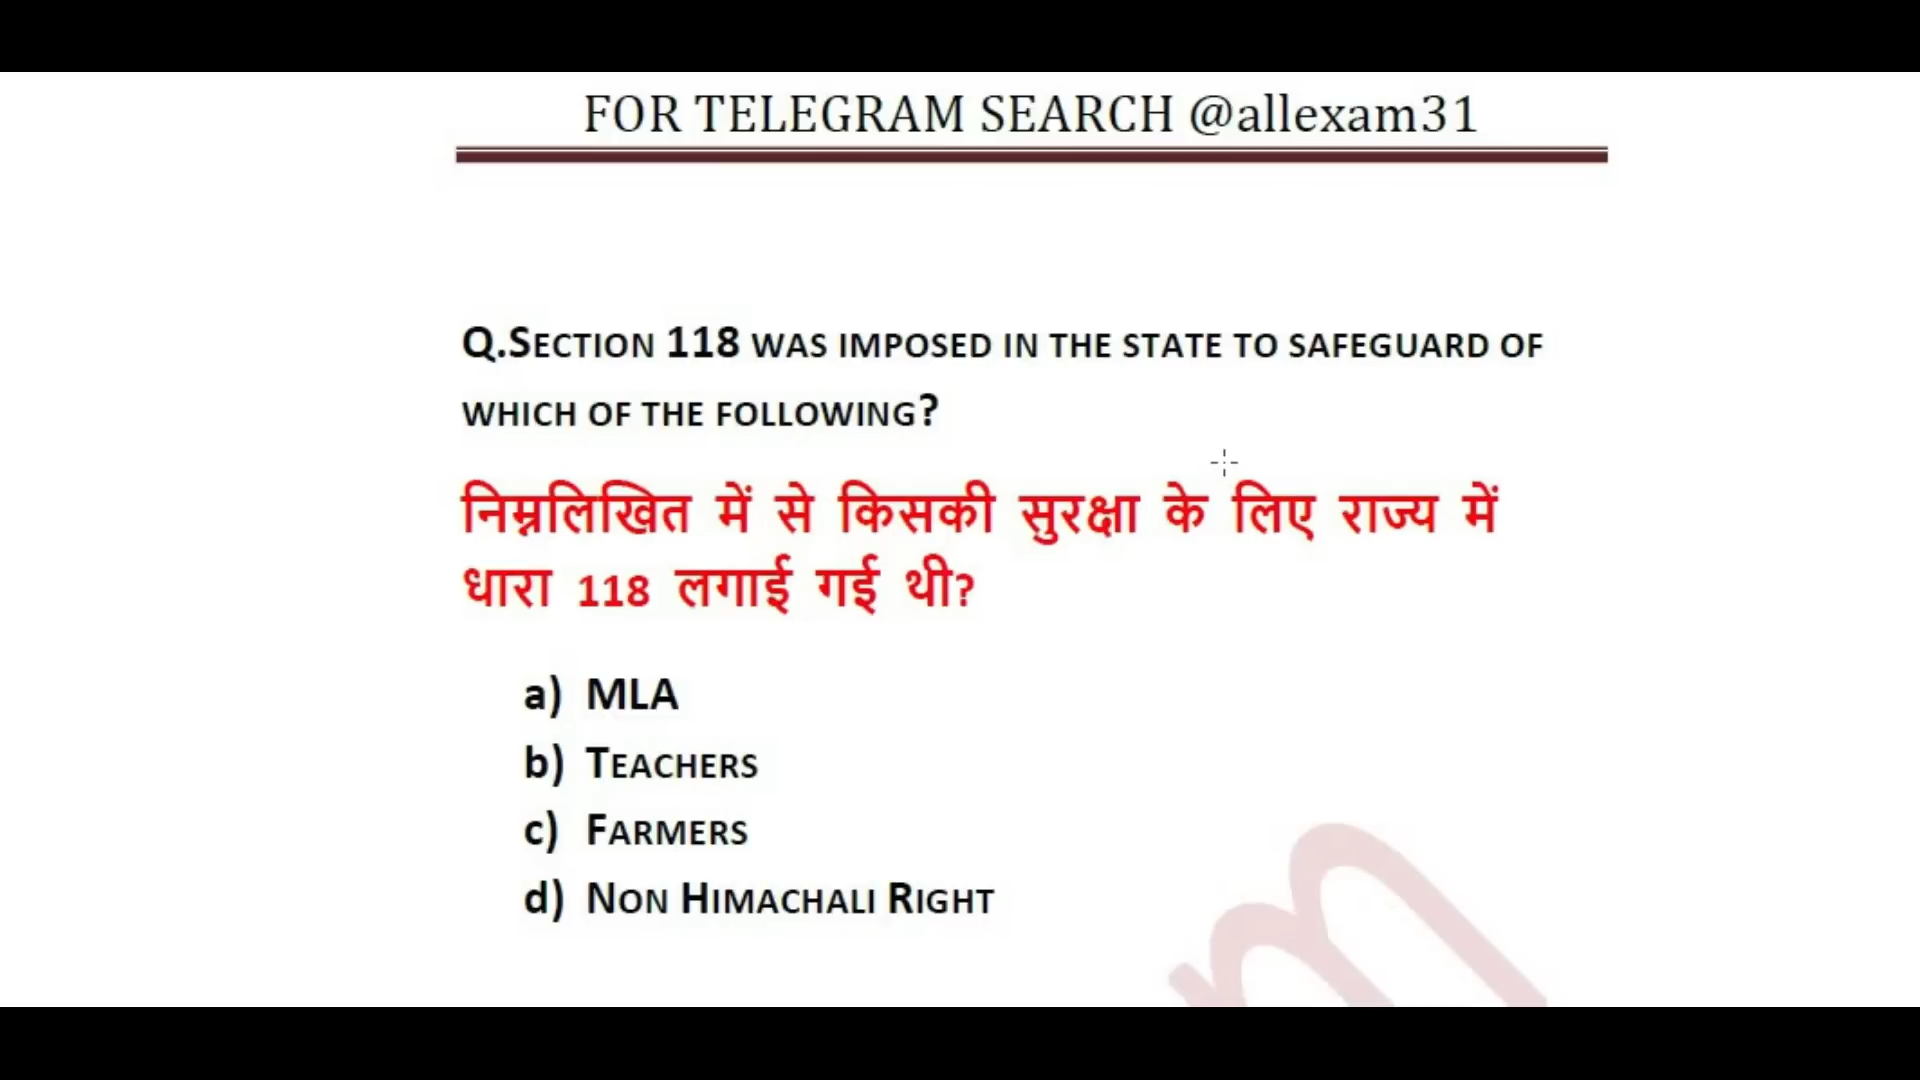 FOR TELEGRAM SEARCH @allexam31
Q.Section 118 was imposed in the state to safeguard of
which of the following?
निम्नलिखित में से किसकी सुरक्षा के लिए राज्य में
धारा 118 लगाई गई थी?
a) MLA
b) Teachers
c) Farmers
d) Non Himachali Right